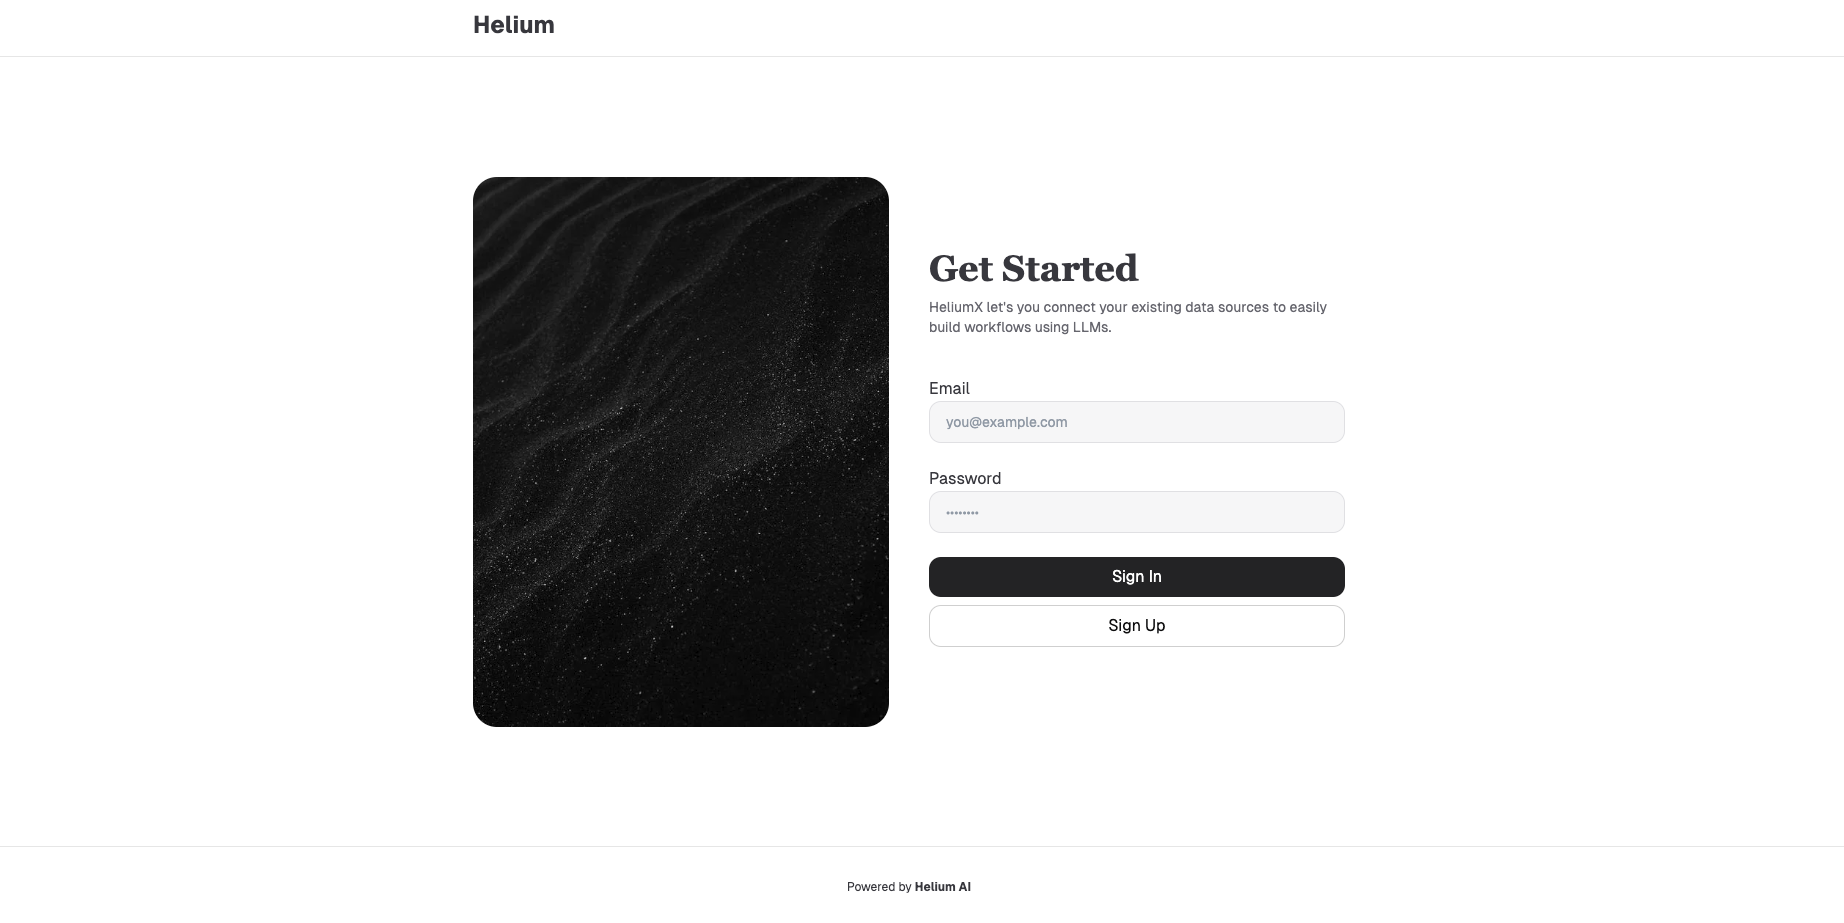 Helium
Get Started
HeliumX let's you connect your existing data sources to easily
build workflows using LLMs.
Email
you@example.com
Password
••••••••
Sign In
Sign Up
Powered by Helium AI